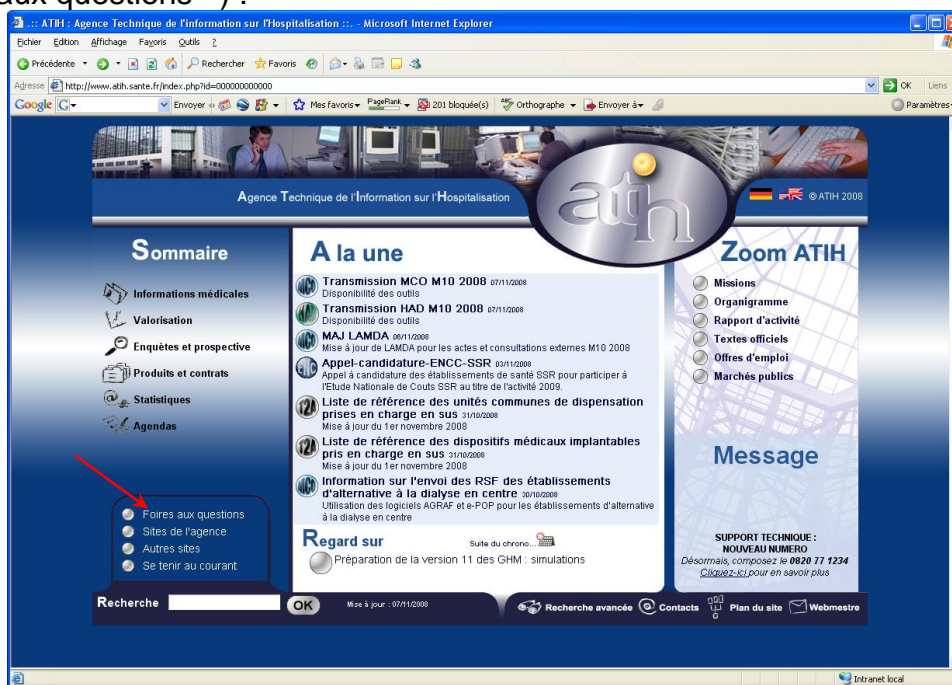 aux questions ") .
.:: ATIH : Agence Technique de l'information sur l'Hospitalisation ::. - Microsoft Internet Explorer
Fichier Edition Affichage Favoris Outils ?
Précédente Rechercher Favoris
Adresse http://www.atih.sante.fr/index.php?id=000000000000 OK Liens
Google G Envoyer Mes favoris PageRank 201 bloquée(s) Orthographe Envoyer à Paramètres
atih
Agence Technique de l'Information sur l'Hospitalisation
© ATIH 2008
Sommaire
Informations médicales
Valorisation
Enquêtes et prospective
Produits et contrats
Statistiques
Agendas
Foires aux questions
Sites de l'agence
Autres sites
Se tenir au courant
A la une
Transmission MCO M10 2008 07/11/2008
Disponibilité des outils
Transmission HAD M10 2008 07/11/2008
Disponibilité des outils
MAJ LAMDA 06/11/2008
Mise à jour de LAMDA pour les actes et consultations externes M10 2008
Appel-candidature-ENCC-SSR 03/11/2008
Appel à candidature des établissements de santé SSR pour participer à
l'Etude Nationale de Couts SSR au titre de l'activité 2009.
Liste de référence des unités communes de dispensation
prises en charge en sus 31/10/2008
Mise à jour du 1er novembre 2008
Liste de référence des dispositifs médicaux implantables
pris en charge en sus 31/10/2008
Mise à jour du 1er novembre 2008
Information sur l'envoi des RSF des établissements
d'alternative à la dialyse en centre 30/10/2008
Utilisation des logiciels AGRAF et e-POP pour les établissements d'alternative
à la dialyse en centre
Regard sur Suite du chrono...
Préparation de la version 11 des GHM : simulations
Zoom ATIH
Missions
Organigramme
Rapport d'activité
Textes officiels
Offres d'emploi
Marchés publics
Message
SUPPORT TECHNIQUE :
NOUVEAU NUMERO
Désormais, composez le 0820 77 1234
Cliquez-ici pour en savoir plus
Recherche OK Mise à jour : 07/11/2008 Recherche avancée Contacts Plan du site Webmestre
Intranet local